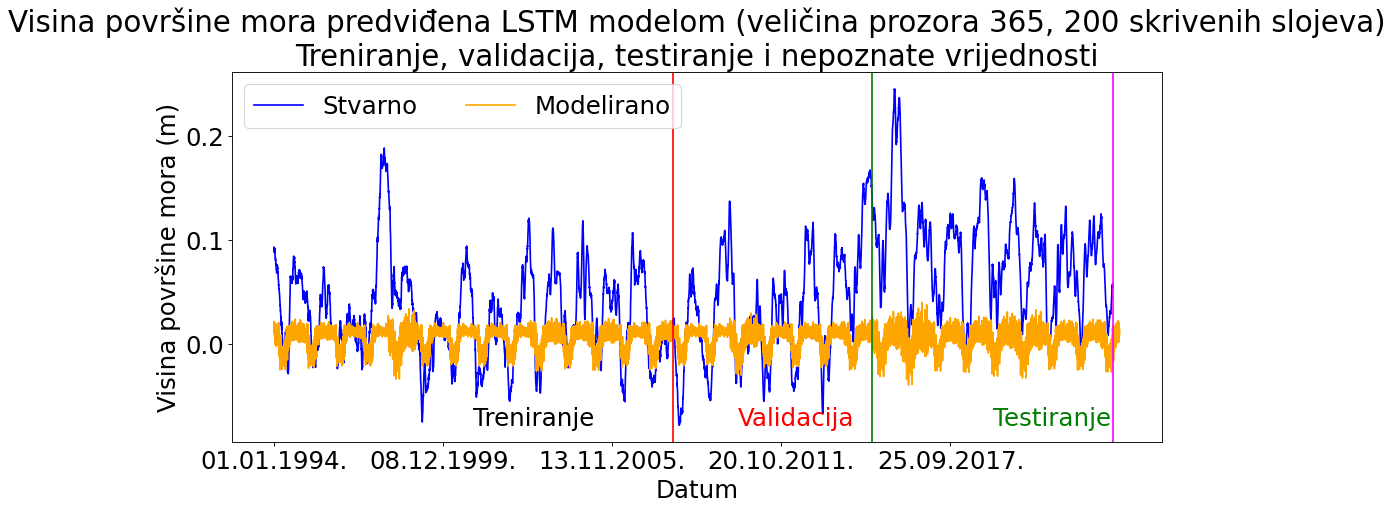 Visina površine mora predviđena LSTM modelom (veličina prozora 365, 200 skrivenih slojeva)
Treniranje, validacija, testiranje i nepoznate vrijednosti
Stvarno Modelirano
Visina površine mora (m)
0.2
0.1
0.0
Treniranje Validacija Testiranje
01.01.1994. 08.12.1999. 13.11.2005. 20.10.2011. 25.09.2017.
Datum